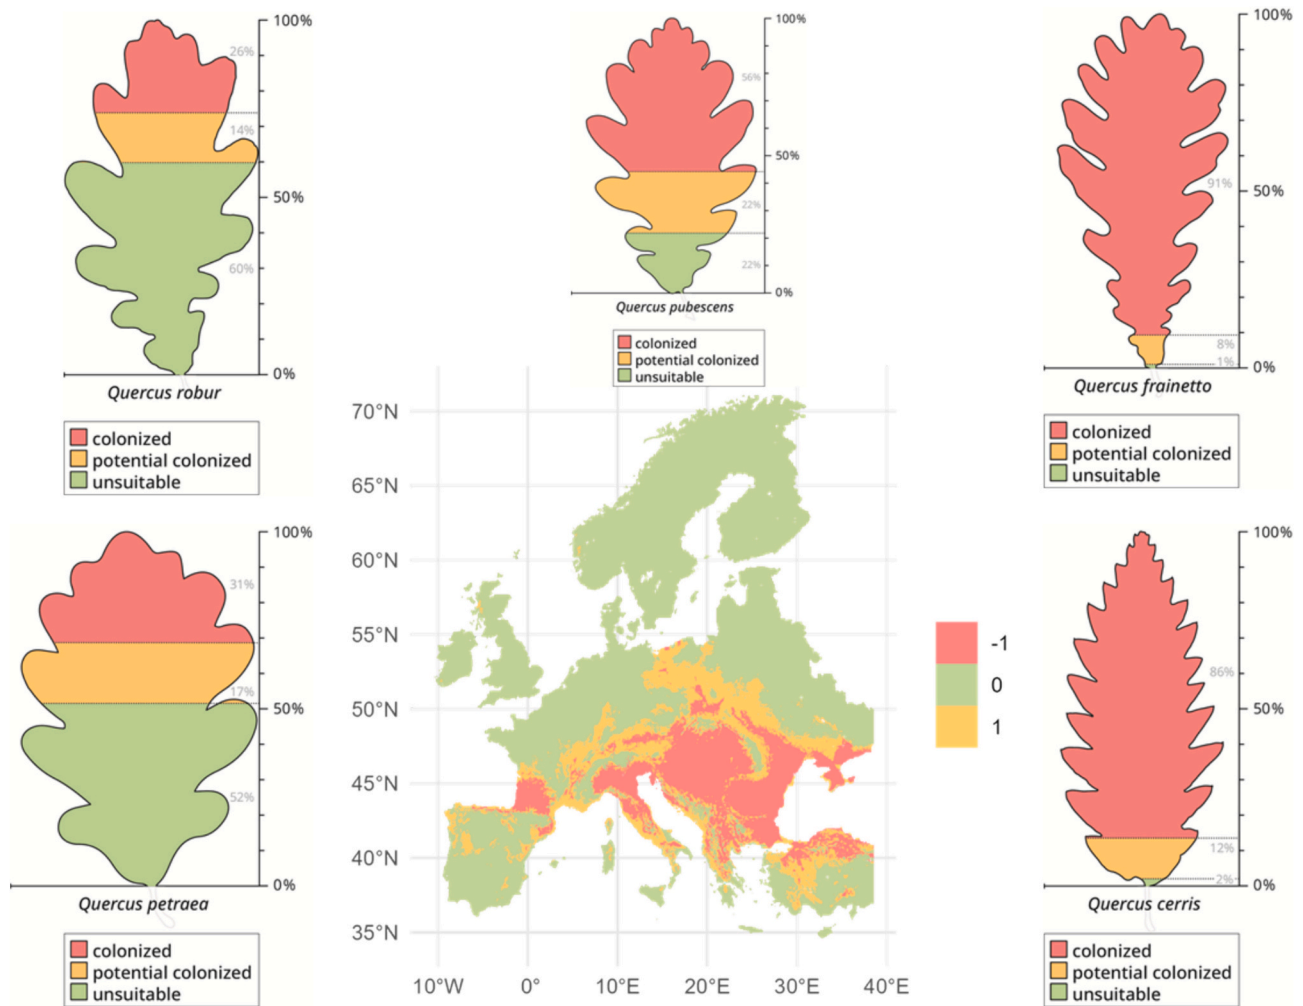 100%
26%
14%
50%
60%
0%
Quercus robur
colonized
potential colonized
unsuitable
100%
56%
50%
22%
22%
0%
Quercus pubescens
colonized
potential colonized
unsuitable
100%
91%
50%
8%
1%
0%
Quercus frainetto
colonized
potential colonized
unsuitable
100%
31%
17%
50%
52%
0%
Quercus petraea
colonized
potential colonized
unsuitable
70°N
65°N
60°N
55°N
50°N
45°N
40°N
35°N
10°W
0°
10°E
20°E
30°E
40°E
-1
0
1
100%
86%
50%
12%
2%
0%
Quercus cerris
colonized
potential colonized
unsuitable